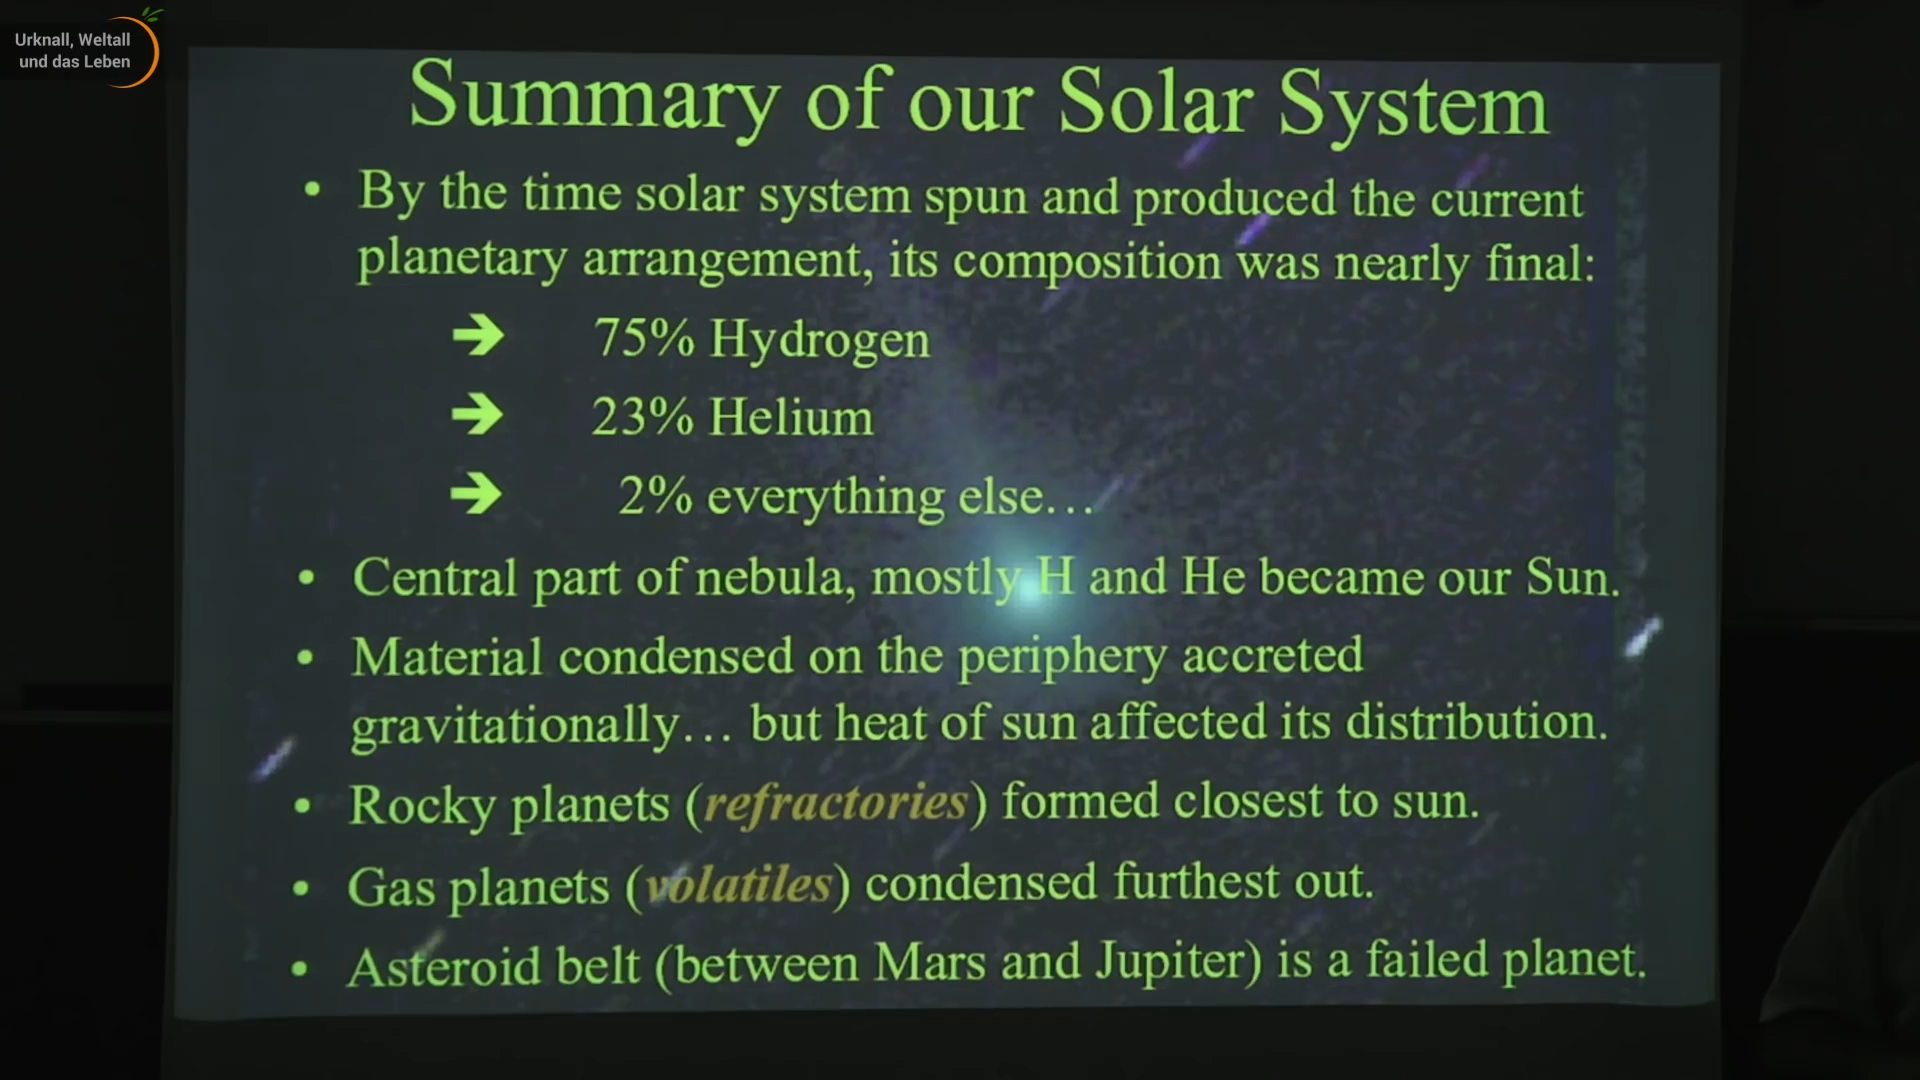 Urknall, Weltall
und das Leben
Summary of our Solar System
• By the time solar system spun and produced the current
planetary arrangement, its composition was nearly final:
➔ 75% Hydrogen
➔ 23% Helium
➔ 2% everything else…
• Central part of nebula, mostly H and He became our Sun.
• Material condensed on the periphery accreted
gravitationally… but heat of sun affected its distribution.
• Rocky planets (refractories) formed closest to sun.
• Gas planets (volatiles) condensed furthest out.
• Asteroid belt (between Mars and Jupiter) is a failed planet.